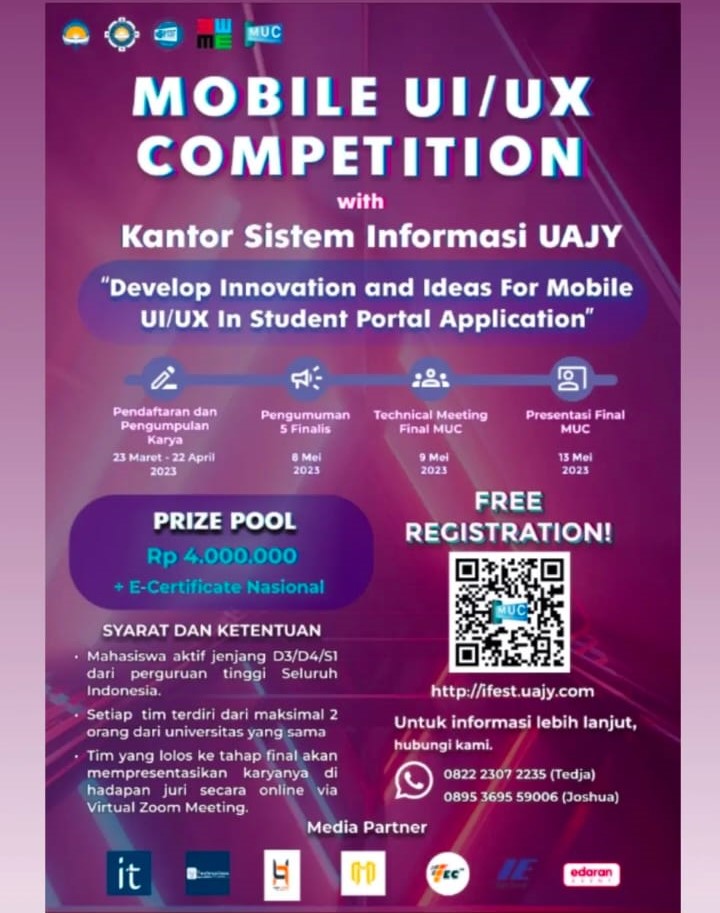 MUC
MOBILE UI/UX
COMPETITION
with
Kantor Sistem Informasi UAJY
"Develop Innovation and Ideas For Mobile
UI/UX In Student Portal Application"
Pendaftaran dan
Pengumpulan
Karya
23 Maret - 22 April
2023
Pengumuman
5 Finalis
8 Mei
2023
Technical Meeting
Final MUC
9 Mei
2023
Presentasi Final
MUC
13 Mei
2023
PRIZE POOL
Rp 4.000.000
+ E-Certificate Nasional
SYARAT DAN KETENTUAN
• Mahasiswa aktif jenjang D3/D4/S1
dari perguruan tinggi Seluruh
Indonesia.
• Setiap tim terdiri dari maksimal 2
orang dari universitas yang sama
• Tim yang lolos ke tahap final akan
mempresentasikan karyanya di
hadapan juri secara online via
Virtual Zoom Meeting.
FREE
REGISTRATION!
MUC
http://ifest.uajy.com
Untuk informasi lebih lanjut,
hubungi kami.
0822 2307 2235 (Tedja)
0895 3695 59006 (Joshua)
Media Partner
it
IE
edaran